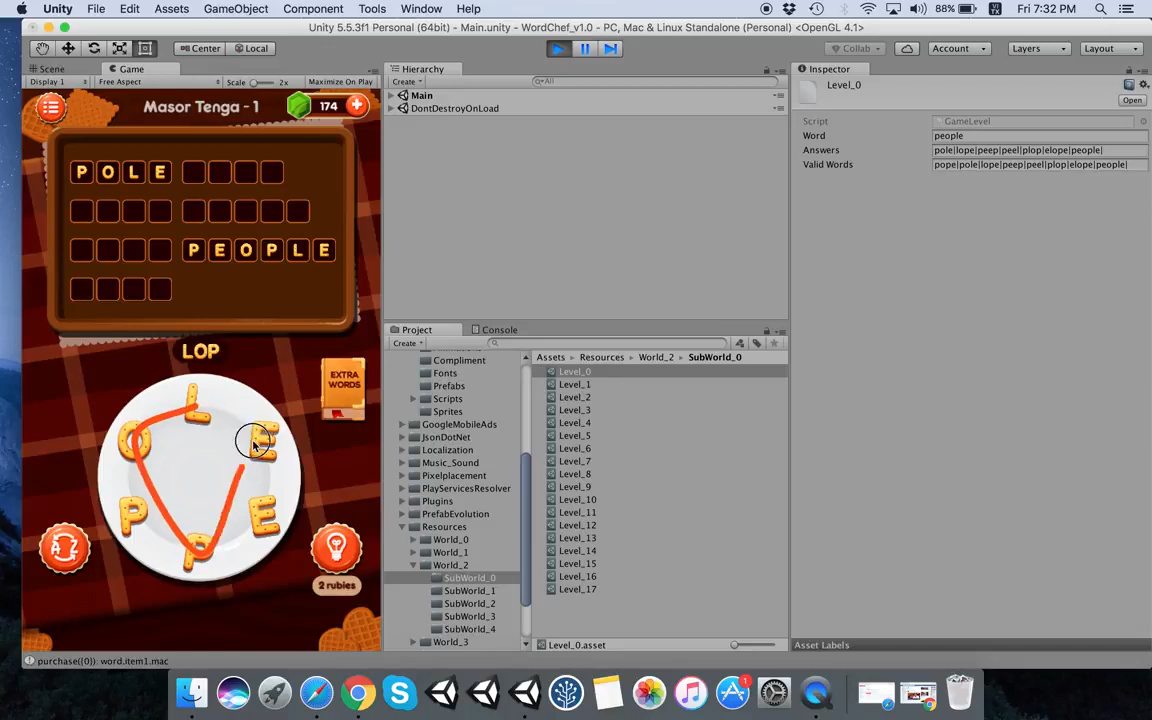 Unity File Edit Assets GameObject Component Tools Window Help 88% Fri 7:32 PM
Unity 5.5.3f1 Personal (64bit) - Main.unity - WordChef_v1.0 - PC, Mac & Linux Standalone (Personal) <OpenGL 4.1>
Center Local Collab Account Layers Layout
Scene Game Hierarchy Inspector
Display 1 Free Aspect Scale 2x Maximize On Play Create All
Level_0
Open
Main
DontDestroyOnLoad
Masor Tenga - 1 174
Script GameLevel
Word people
Answers pole|lope|peep|peel|plop|elope|people|
Valid Words pope|pole|lope|peep|peel|plop|elope|people|
POLE
PEOPLE
LOP
EXTRA
WORDS
L
O
E
P
E
P
A Z
2 rubies
Project Console
Create
Compliment
Fonts
Prefabs
Scripts
Sprites
GoogleMobileAds
JsonDotNet
Localization
Music_Sound
Pixelplacement
PlayServicesResolver
Plugins
PrefabEvolution
Resources
World_0
World_1
World_2
SubWorld_0
SubWorld_1
SubWorld_2
SubWorld_3
SubWorld_4
World_3
Assets Resources World_2 SubWorld_0
Level_0
Level_1
Level_2
Level_3
Level_4
Level_5
Level_6
Level_7
Level_8
Level_9
Level_10
Level_11
Level_12
Level_13
Level_14
Level_15
Level_16
Level_17
Level_0.asset
Asset Labels
purchase({0}): word.item1.mac
1